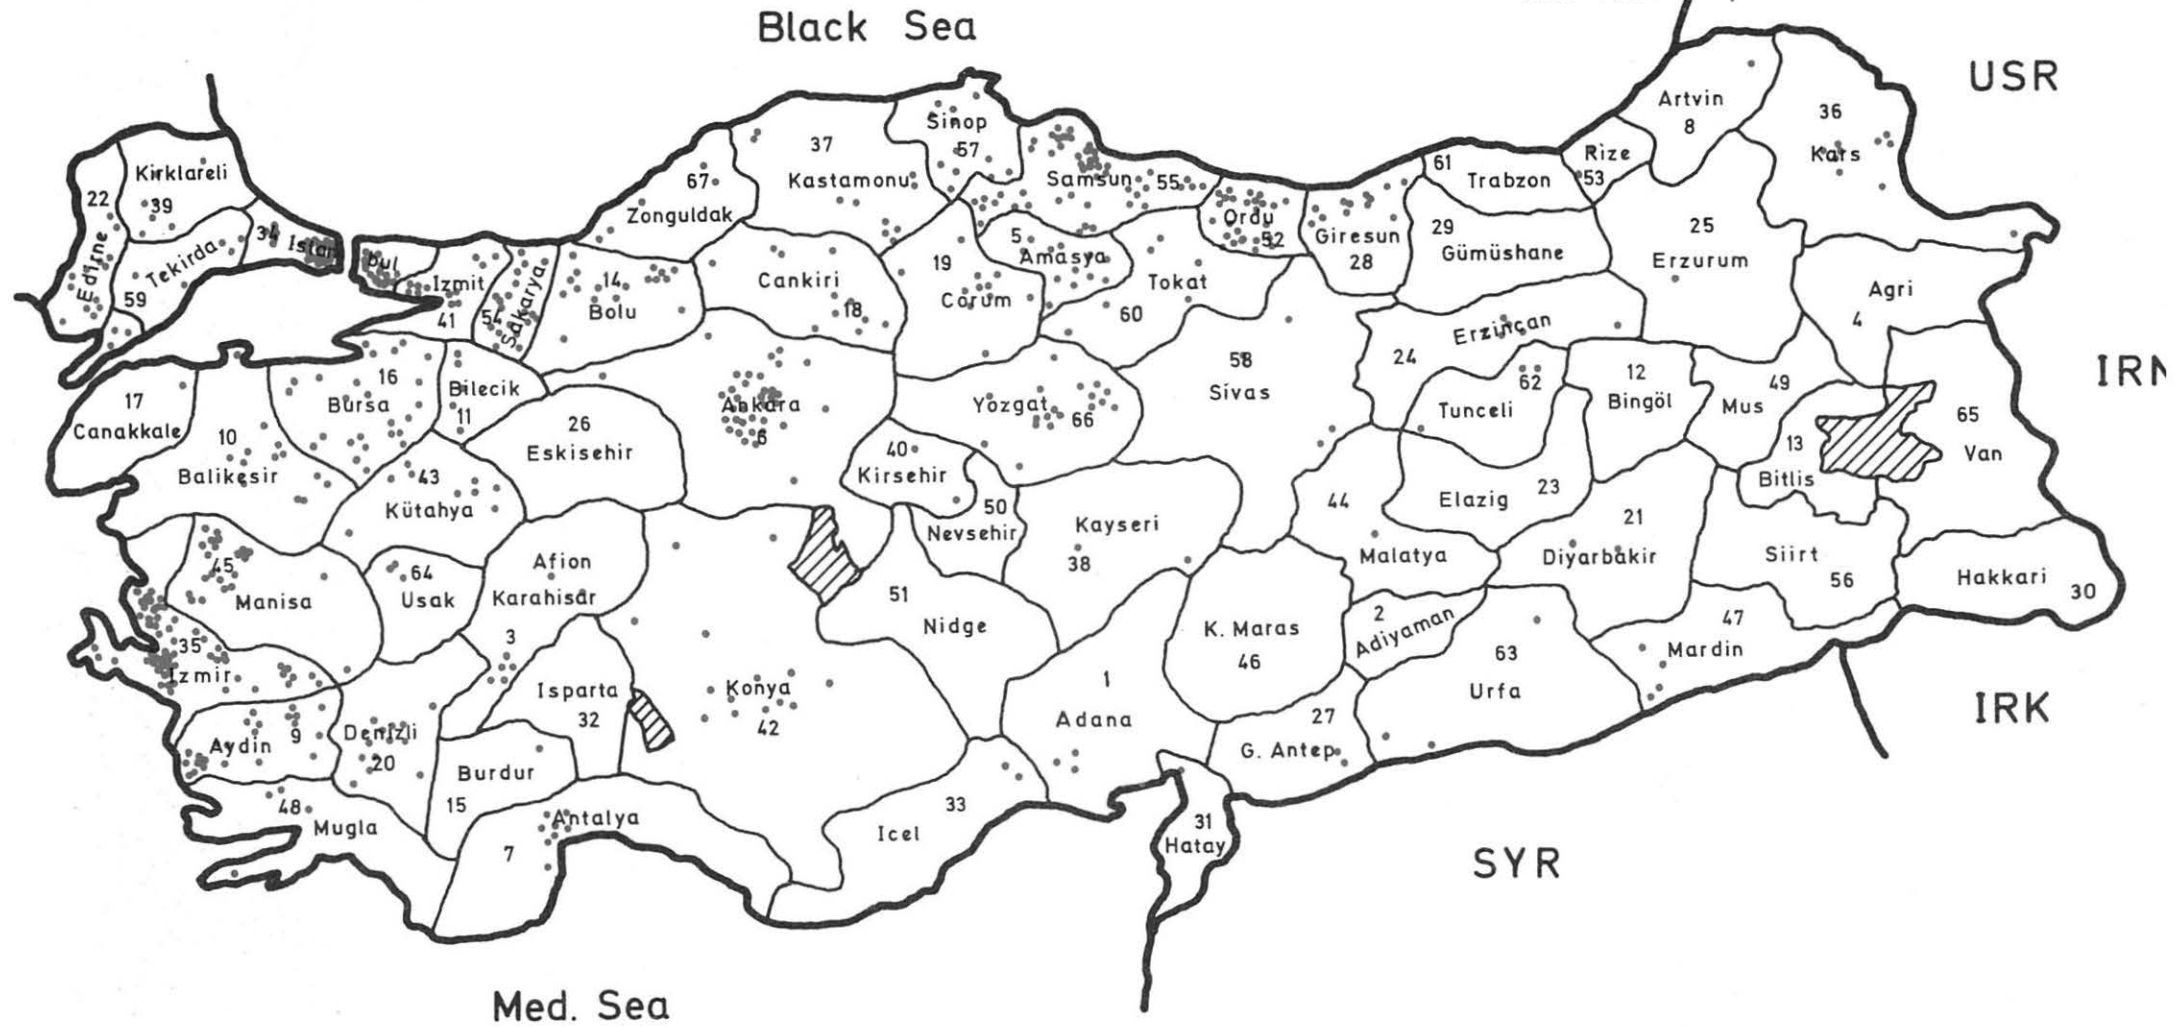 Black Sea
USR
IRN
IRK
SYR
Med. Sea
Kirklareli
39
22
Edirne
Tekirda
59
34 Istan
bul
Izmit
41
54
Sakarya
14
Bolu
67
Zonguldak
37
Kastamonu
Sinop
57
Samsun 55
Cankiri
18
19
Corum
5
Amasya
Tokat
60
Ordu
52
Giresun
28
61
Trabzon
29
Gümüshane
Rize
53
Artvin
8
36
Kars
25
Erzurum
Agri
4
17
Canakkale
10
Balikesir
16
Bursa
Bilecik
11
26
Eskisehir
43
Kütahya
Ankara
6
40
Kirsehir
Yozgat
66
58
Sivas
Erzincan
24
62
Tunceli
12
Bingöl
49
Mus
13
Bitlis
65
Van
45
Manisa
64
Usak
Afion
Karahisar
3
50
Nevsehir
Kayseri
38
44
Malatya
Elazig 23
21
Diyarbakir
Siirt
56
Hakkari
30
35
Izmir
Aydin 9
Denizli
20
Isparta
32
Konya
42
51
Nidge
1
Adana
K. Maras
46
2
Adiyaman
63
Urfa
47
Mardin
48
Mugla
Burdur
15
Antalya
7
33
Icel
27
G. Antep
31
Hatay